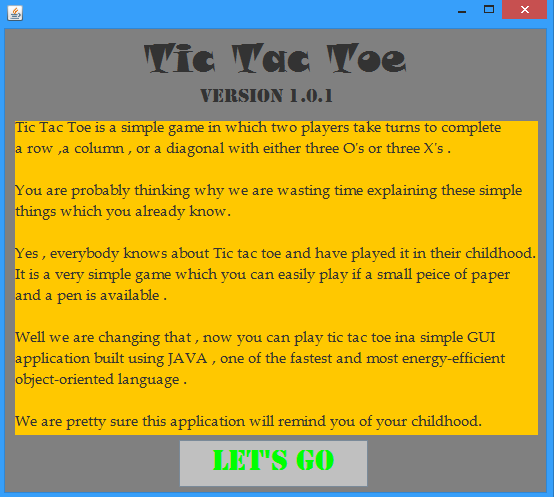 Tic Tac Toe
VERSION 1.0.1
Tic Tac Toe is a simple game in which two players take turns to complete
a row ,a column , or a diagonal with either three O's or three X's .
You are probably thinking why we are wasting time explaining these simple
things which you already know.
Yes , everybody knows about Tic tac toe and have played it in their childhood.
It is a very simple game which you can easily play if a small peice of paper
and a pen is available .
Well we are changing that , now you can play tic tac toe ina simple GUI
application built using JAVA , one of the fastest and most energy-efficient
object-oriented language .
We are pretty sure this application will remind you of your childhood.
LET'S GO